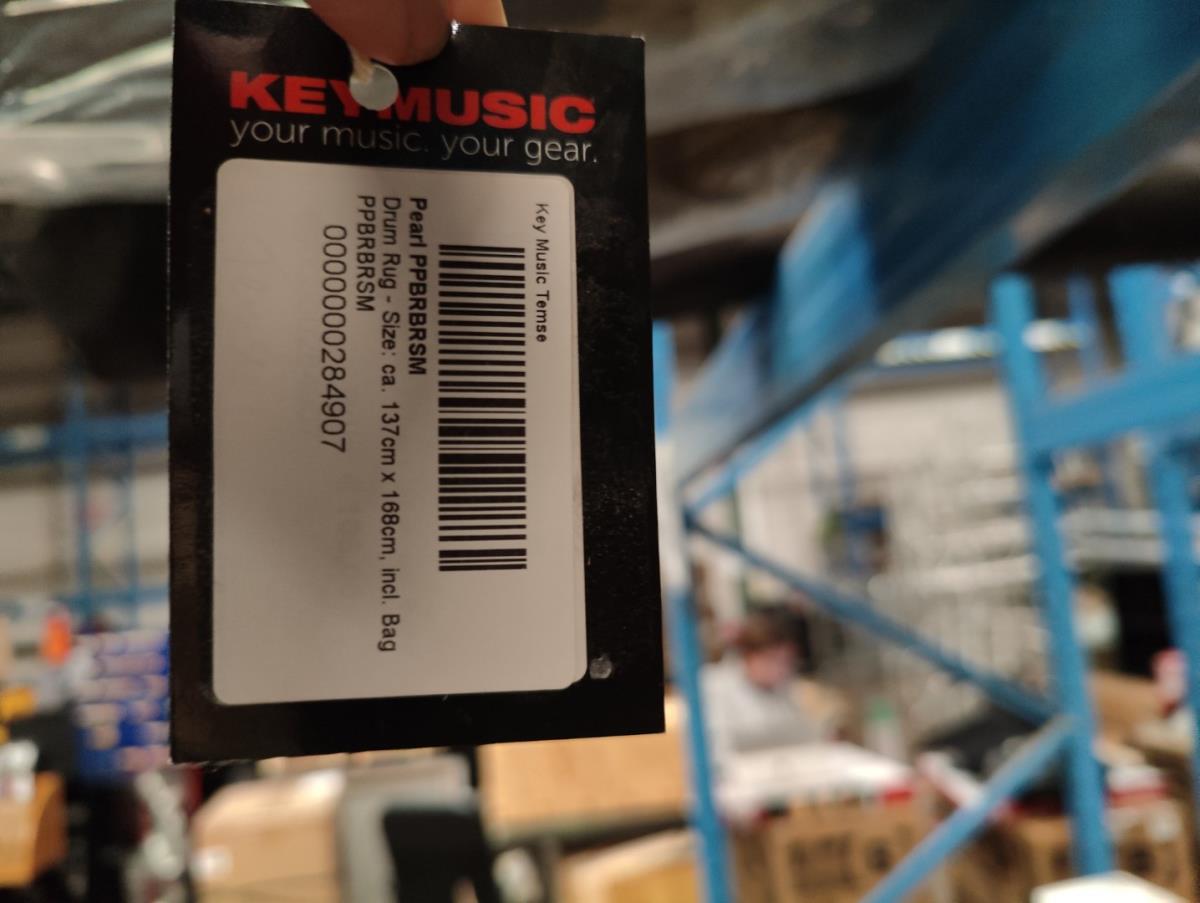 KEYMUSIC
your music. your gear.
Key Music Temse
Pearl PPBRBRSM
Drum Rug - Size: ca. 137cm x 168cm, incl. Bag
PPBRBRSM
0000000284907